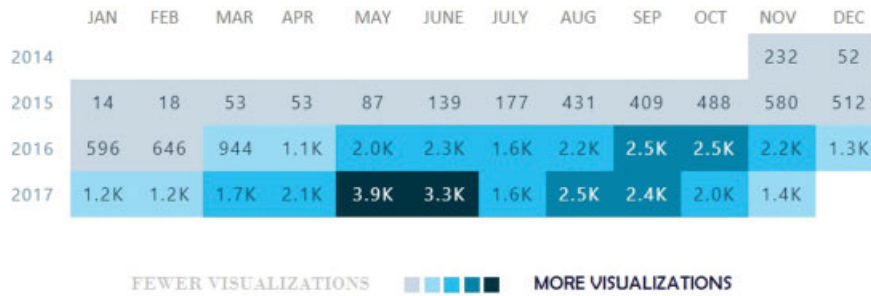 JAN FEB MAR APR MAY JUNE JULY AUG SEP OCT NOV DEC
2014 232 52
2015 14 18 53 53 87 139 177 431 409 488 580 512
2016 596 646 944 1.1K 2.0K 2.3K 1.6K 2.2K 2.5K 2.5K 2.2K 1.3K
2017 1.2K 1.2K 1.7K 2.1K 3.9K 3.3K 1.6K 2.5K 2.4K 2.0K 1.4K
FEWER VISUALIZATIONS MORE VISUALIZATIONS